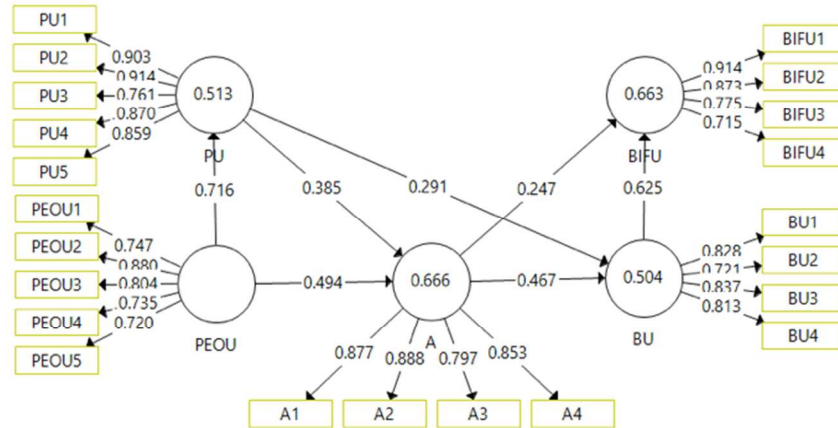 PU1
PU2
PU3
PU4
PU5
0.903
0.914
0.761
0.870
0.859
0.513
PU
0.716
0.385
0.291
PEOU1
PEOU2
PEOU3
PEOU4
PEOU5
0.747
0.880
0.804
0.735
0.720
PEOU
0.494
0.666
A
0.877
0.888
0.797
0.853
A1
A2
A3
A4
0.247
0.467
0.663
BIFU
0.625
0.914
0.873
0.775
0.715
BIFU1
BIFU2
BIFU3
BIFU4
0.504
BU
0.828
0.721
0.837
0.813
BU1
BU2
BU3
BU4